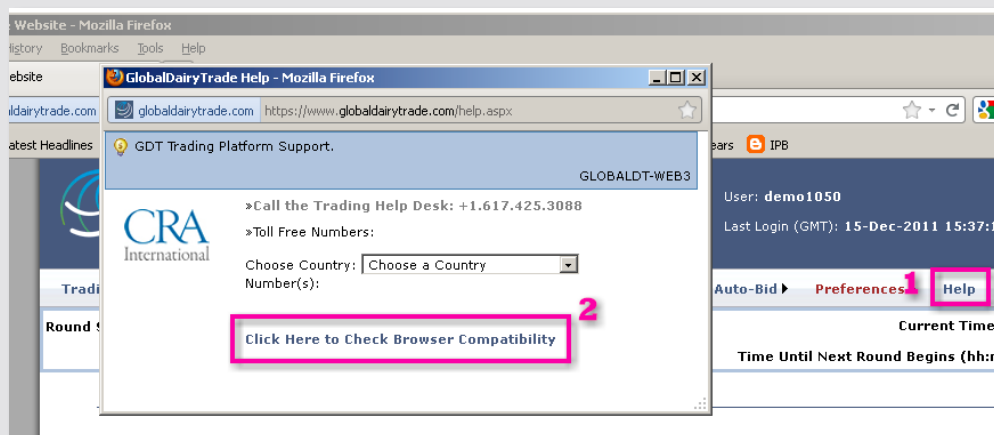 Website - Mozilla Firefox
History Bookmarks Tools Help
ebsite
GlobalDairyTrade Help - Mozilla Firefox
ldairytrade.com
globaldairytrade.com https://www.globaldairytrade.com/help.aspx
atest Headlines
GDT Trading Platform Support.
ears
IPB
GLOBALDT-WEB3
CRA
International
»Call the Trading Help Desk: +1.617.425.3088
»Toll Free Numbers:
Choose Country: Choose a Country
Number(s):
2
Click Here to Check Browser Compatibility
User: demo1050
Last Login (GMT): 15-Dec-2011 15:37:1
Tradi
Auto-Bid
Preferences
1
Help
Round S
Current Time
Time Until Next Round Begins (hh:m